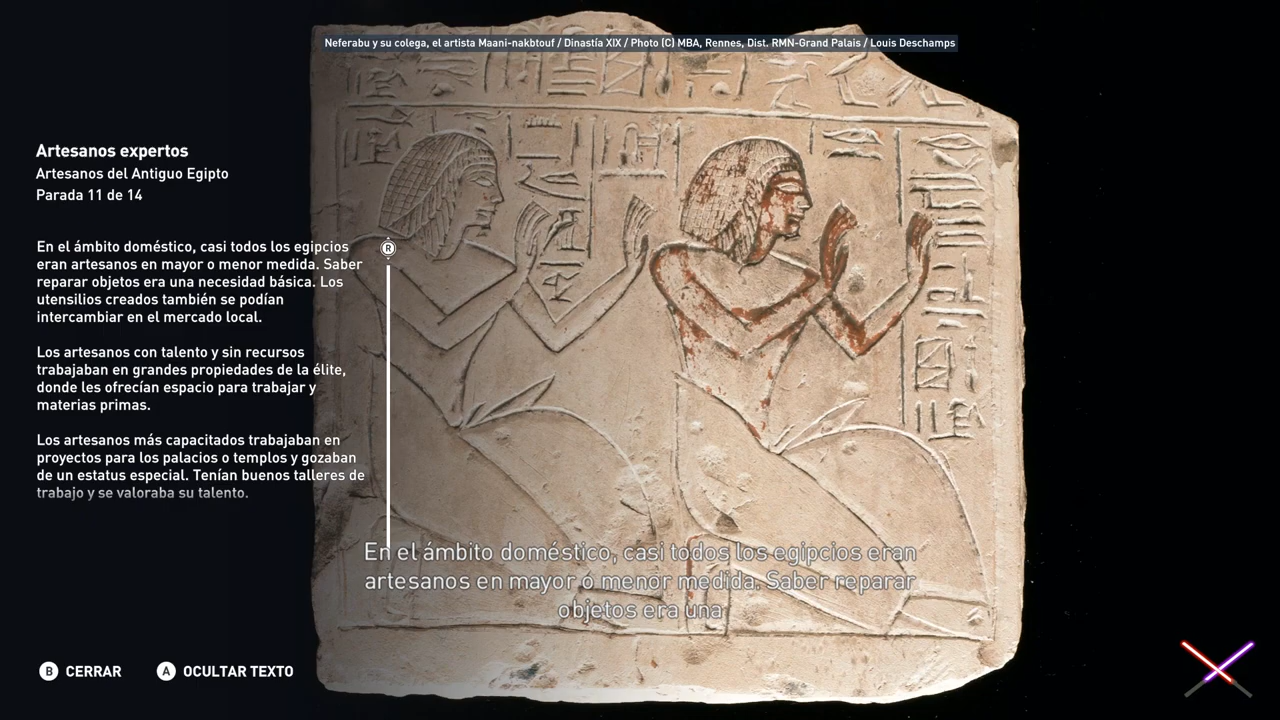 Neferabu y su colega, el artista Maani-nakbtouf / Dinastía XIX / Photo (C) MBA, Rennes, Dist. RMN-Grand Palais / Louis Deschamps
Artesanos expertos
Artesanos del Antiguo Egipto
Parada 11 de 14
En el ámbito doméstico, casi todos los egipcios
eran artesanos en mayor o menor medida. Saber
reparar objetos era una necesidad básica. Los
utensilios creados también se podían
intercambiar en el mercado local.
Los artesanos con talento y sin recursos
trabajaban en grandes propiedades de la élite,
donde les ofrecían espacio para trabajar y
materias primas.
Los artesanos más capacitados trabajaban en
proyectos para los palacios o templos y gozaban
de un estatus especial. Tenían buenos talleres de
trabajo y se valoraba su talento.
R
En el ámbito doméstico, casi todos los egipcios eran
artesanos en mayor o menor medida. Saber reparar
objetos era una
B CERRAR
A OCULTAR TEXTO